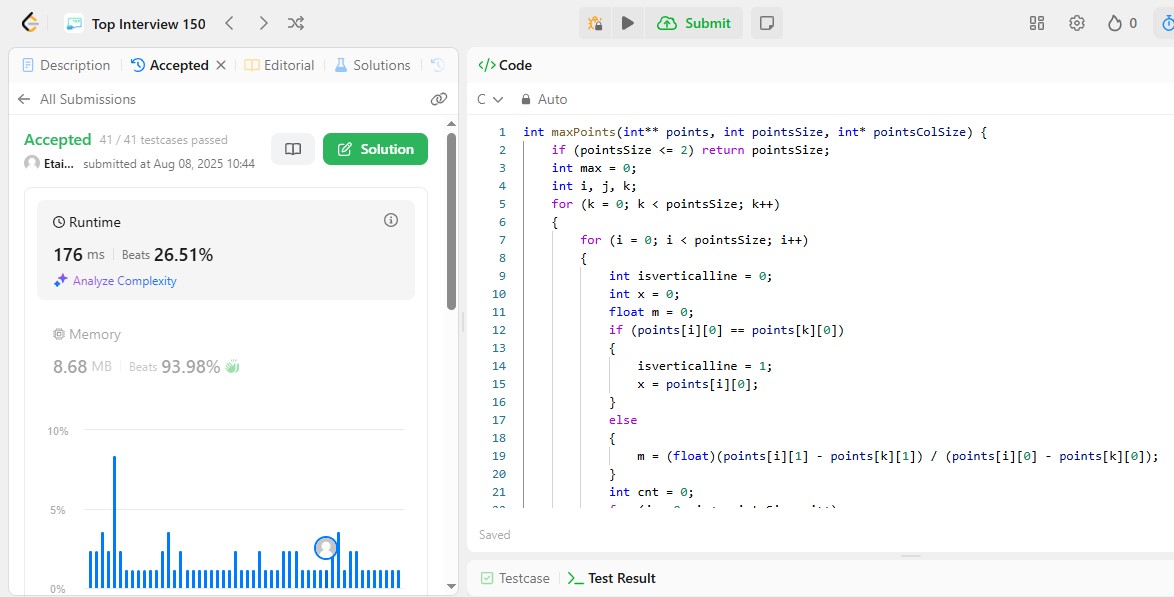 Top Interview 150
Submit
0
Description
Accepted
Editorial
Solutions
All Submissions
Accepted 41 / 41 testcases passed
Etai... submitted at Aug 08, 2025 10:44
Solution
Runtime
176 ms Beats 26.51%
Analyze Complexity
Memory
8.68 MB Beats 93.98%
10%
5%
0%
</> Code
C
Auto
1 int maxPoints(int** points, int pointsSize, int* pointsColSize) {
2 if (pointsSize <= 2) return pointsSize;
3 int max = 0;
4 int i, j, k;
5 for (k = 0; k < pointsSize; k++)
6 {
7 for (i = 0; i < pointsSize; i++)
8 {
9 int isverticalline = 0;
10 int x = 0;
11 float m = 0;
12 if (points[i][0] == points[k][0])
13 {
14 isverticalline = 1;
15 x = points[i][0];
16 }
17 else
18 {
19 m = (float)(points[i][1] - points[k][1]) / (points[i][0] - points[k][0]);
20 }
21 int cnt = 0;
Saved
Testcase
Test Result